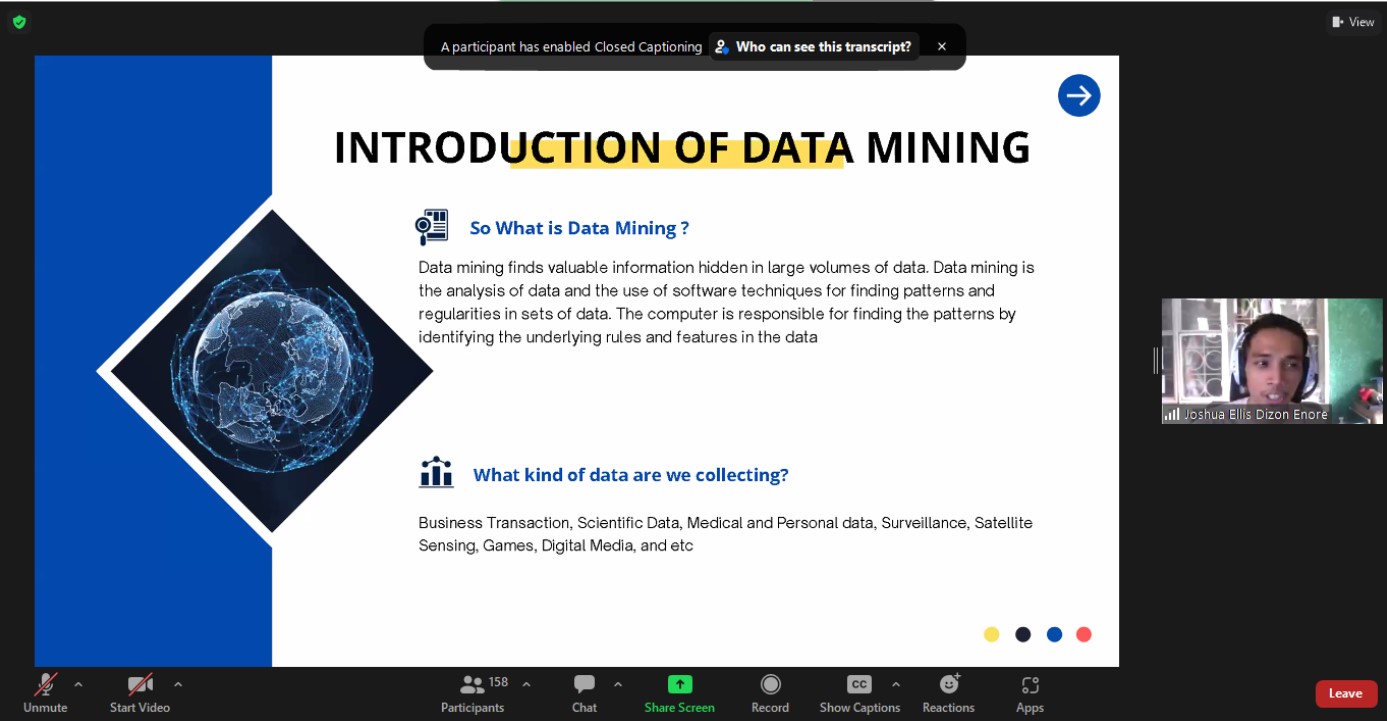 View
A participant has enabled Closed Captioning Who can see this transcript?
INTRODUCTION OF DATA MINING
So What is Data Mining ?
Data mining finds valuable information hidden in large volumes of data. Data mining is
the analysis of data and the use of software techniques for finding patterns and
regularities in sets of data. The computer is responsible for finding the patterns by
identifying the underlying rules and features in the data
What kind of data are we collecting?
Business Transaction, Scientific Data, Medical and Personal data, Surveillance, Satellite
Sensing, Games, Digital Media, and etc
Joshua Ellis Dizon Enore
158
CC
Unmute Start Video Participants Chat Share Screen Record Show Captions Reactions Apps Leave